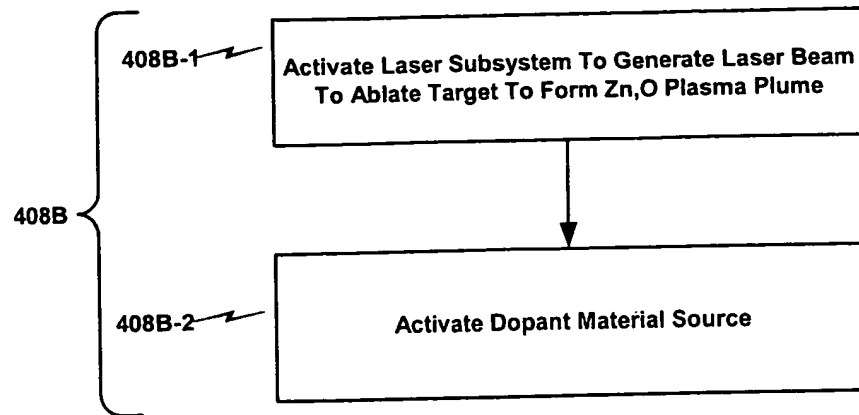 408B-1
Activate Laser Subsystem To Generate Laser Beam
To Ablate Target To Form Zn,O Plasma Plume
408B
408B-2
Activate Dopant Material Source